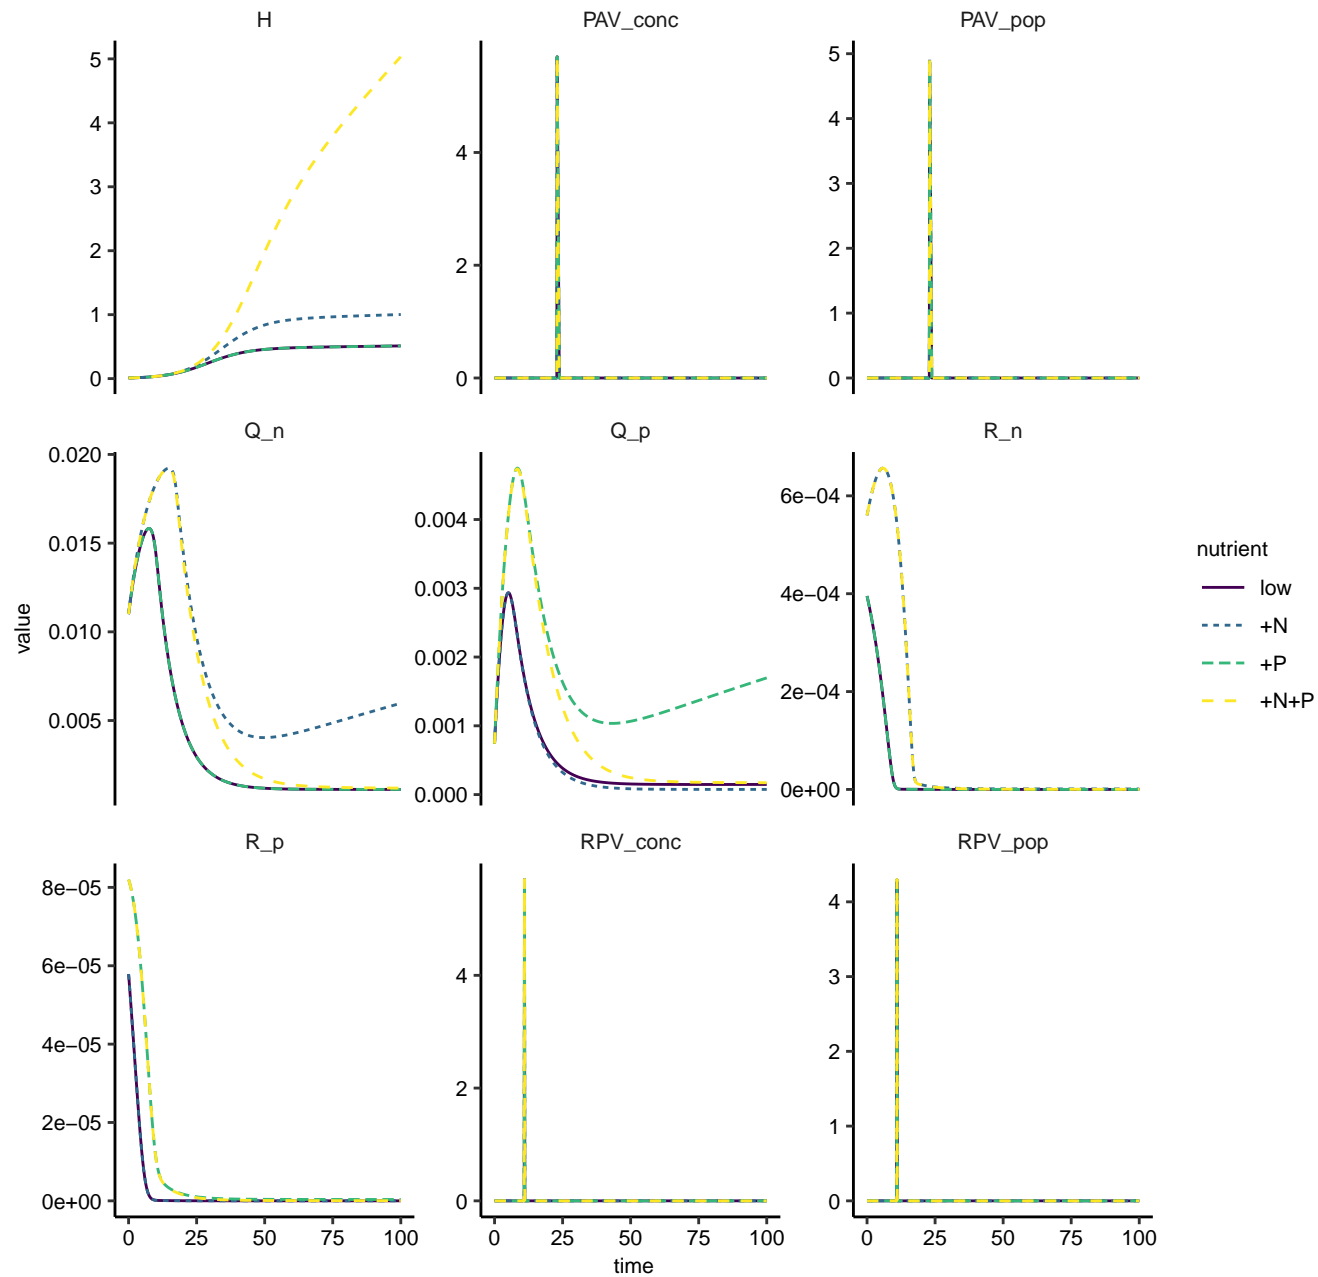 H
PAV_conc
PAV_pop
5
4
3
2
1
0
4
2
0
5
4
3
2
1
0
Q_n
Q_p
R_n
0.020
0.015
0.010
0.005
0.004
0.003
0.002
0.001
0.000
6e−04
4e−04
2e−04
0e+00
value
nutrient
low
+N
+P
+N+P
R_p
RPV_conc
RPV_pop
8e−05
6e−05
4e−05
2e−05
0e+00
4
2
0
4
3
2
1
0
0 25 50 75 100
0 25 50 75 100
0 25 50 75 100
time